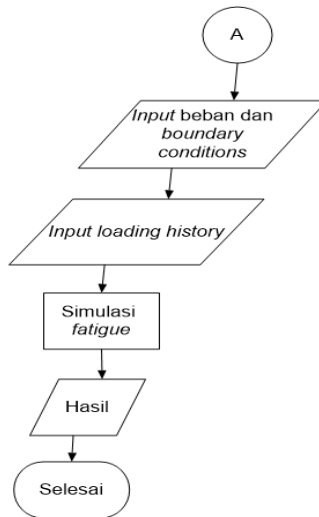 A
Input beban dan
boundary
conditions
Input loading history
Simulasi
fatigue
Hasil
Selesai